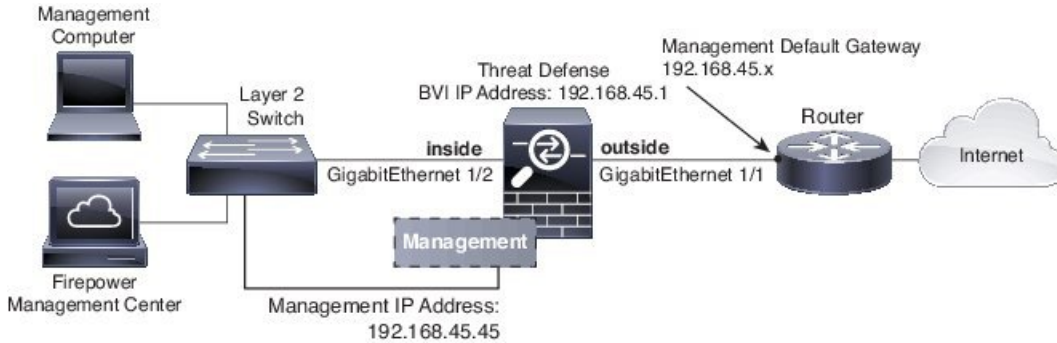 Management
Computer
Layer 2
Switch
Firepower
Management Center
Threat Defense
BVI IP Address: 192.168.45.1
inside
GigabitEthernet 1/2
outside
GigabitEthernet 1/1
Management
Management IP Address:
192.168.45.45
Management Default Gateway
192.168.45.x
Router
Internet